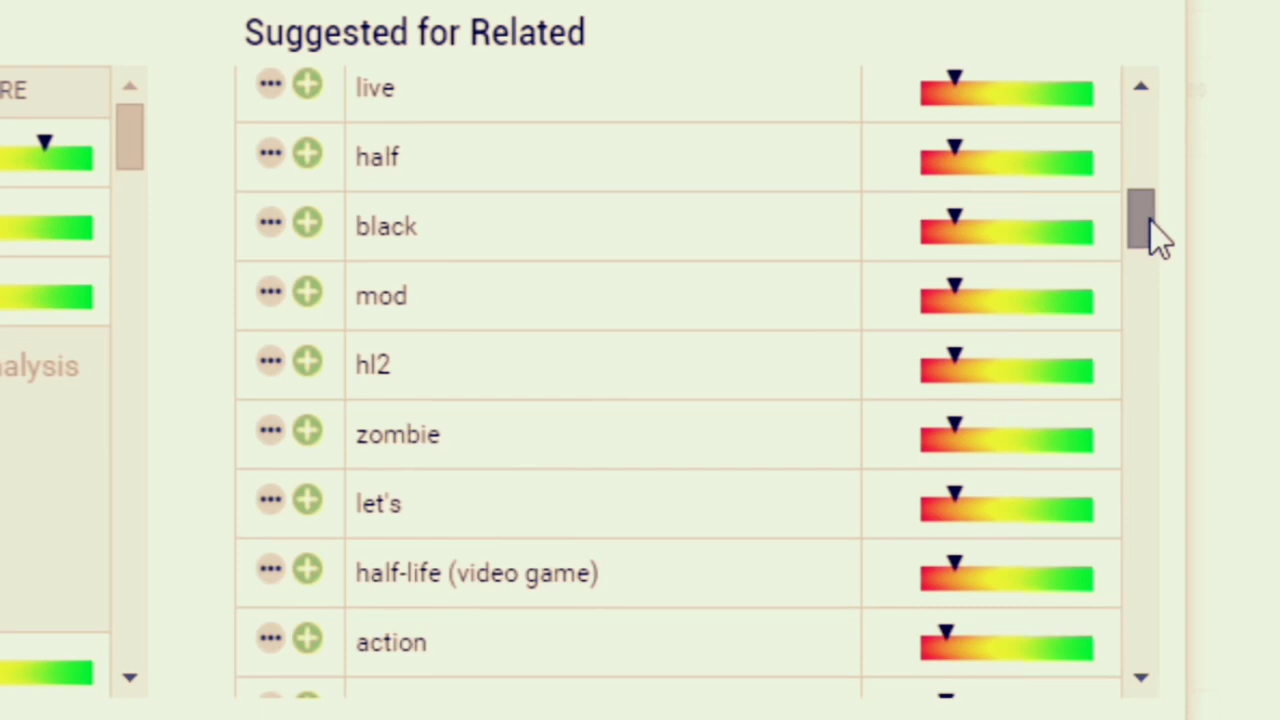 Suggested for Related
RE
live
half
black
mod
hl2
zombie
let's
half-life (video game)
action
alysis